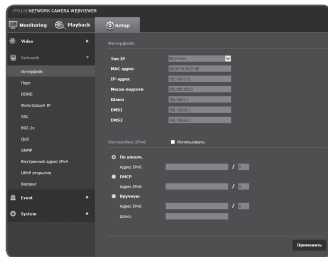 iPOLiS NETWORK CAMERA WEBVIEWER
Monitoring
Playback
Setup
Video
Network
Интерфейс
Порт
DDNS
Фильтрация IP
SSL
802.1x
QoS
SNMP
Внутренний адрес IPv4
UPnP открытие
Bonjour
Event
System
Интерфейс
Тип IP
MAC адрес
IP-адрес
Маска подсети
Шлюз
DNS1
DNS2
Настройки IPv6
Использовать
По умолч.
Адрес IPv6 /
DHCP
Адрес IPv6 /
Вручную
Адрес IPv6 /
Шлюз
Применить